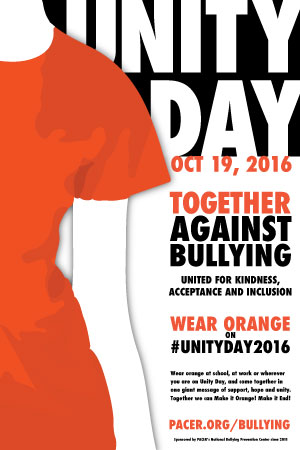 UNITY
DAY
OCT 19, 2016
TOGETHER
AGAINST
BULLYING
UNITED FOR KINDNESS,
ACCEPTANCE AND INCLUSION
WEAR ORANGE
ON
#UNITYDAY2016
Wear orange at school, at work or wherever
you are on Unity Day, and come together in
one giant message of support, hope and unity.
Together we can Make it Orange! Make it End!
PACER.ORG/BULLYING
Sponsored by PACER's National Bullying Prevention Center since 2011